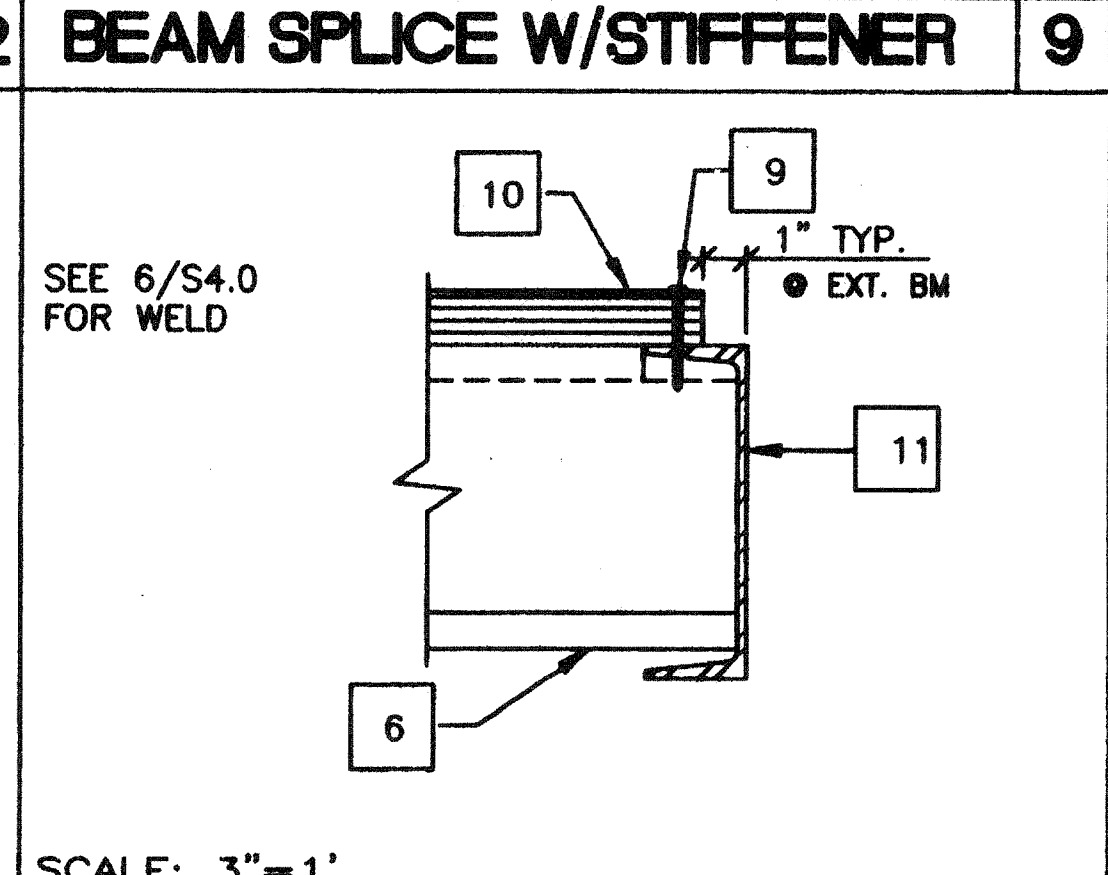 2
BEAM SPLICE W/STIFFENER
9
10
9
1" TYP.
@ EXT. BM
SEE 6/S4.0
FOR WELD
11
6
SCALE: 3"=1'